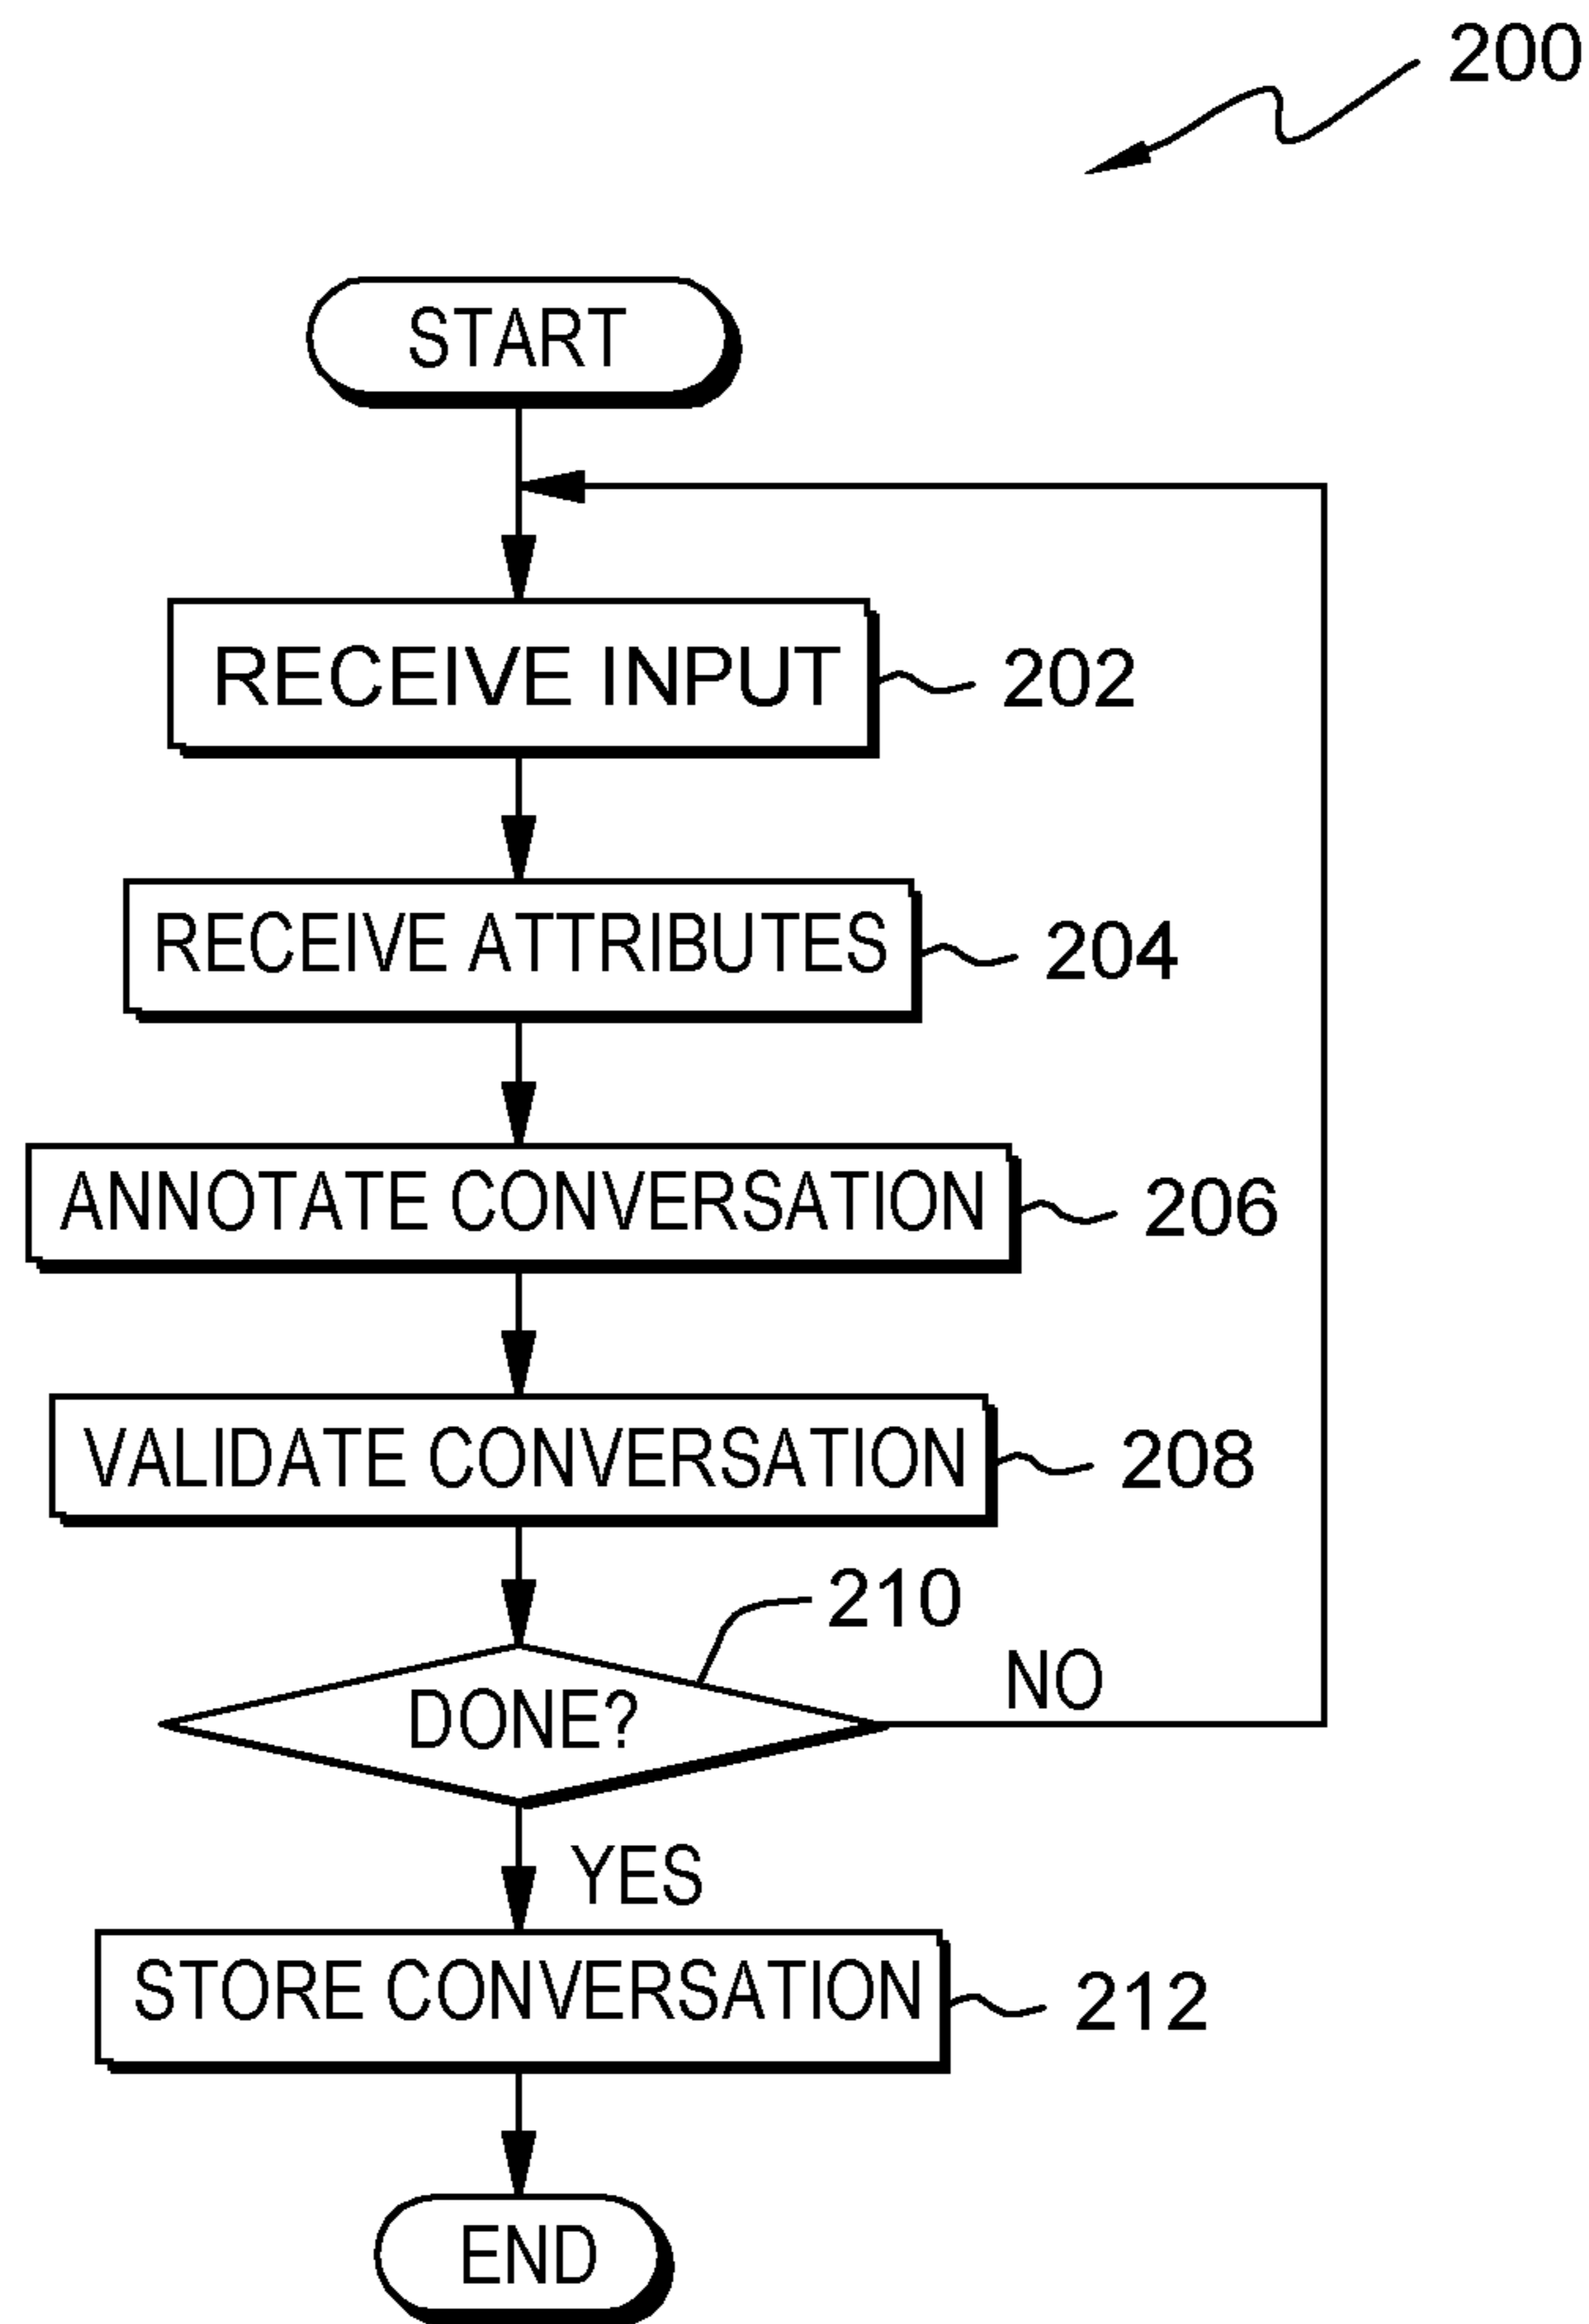 200
START
RECEIVE INPUT 202
RECEIVE ATTRIBUTES 204
ANNOTATE CONVERSATION 206
VALIDATE CONVERSATION 208
210
DONE?
NO
YES
STORE CONVERSATION 212
END